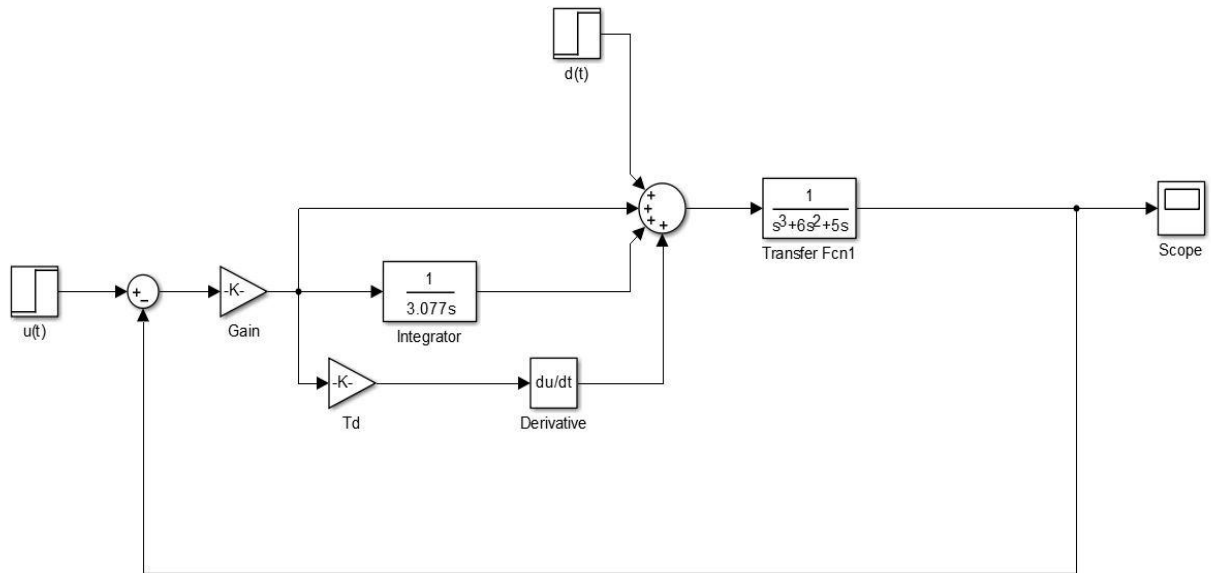 d(t)
+
+
+
+
1
s³+6s²+5s
Transfer Fcn1
Scope
u(t)
+
−
-K-
Gain
1
3.077s
Integrator
-K-
Td
du/dt
Derivative